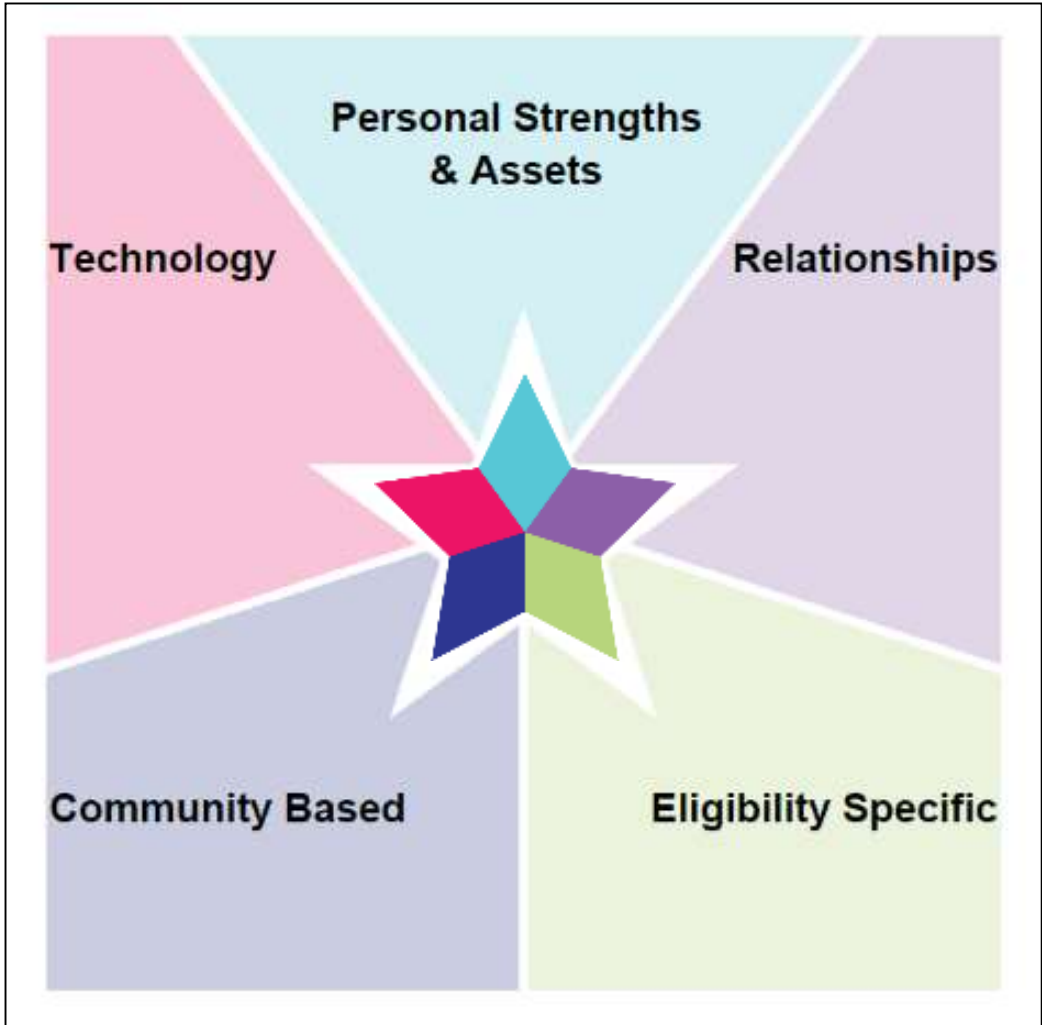 Personal Strengths
& Assets
Technology
Relationships
Community Based
Eligibility Specific